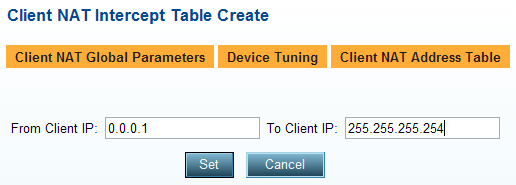 Client NAT Intercept Table Create
Client NAT Global Parameters Device Tuning Client NAT Address Table
From Client IP: 0.0.0.1 To Client IP: 255.255.255.254
Set Cancel